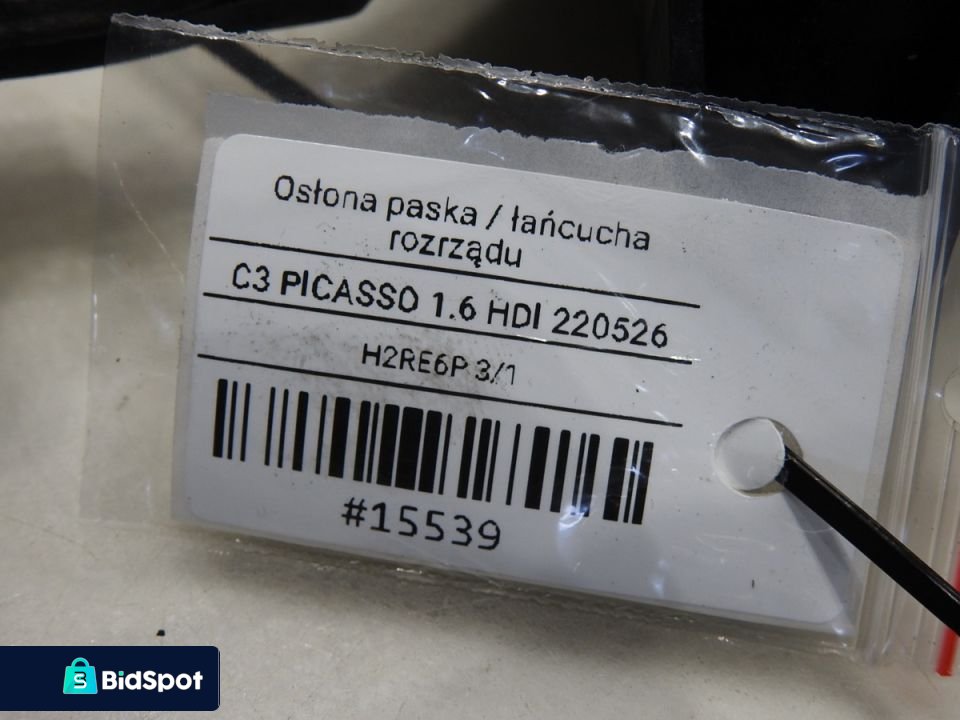 Osłona paska / łańcucha
rozrządu
C3 PICASSO 1.6 HDI 220526
H2RE6P 3/1
#15539
BidSpot